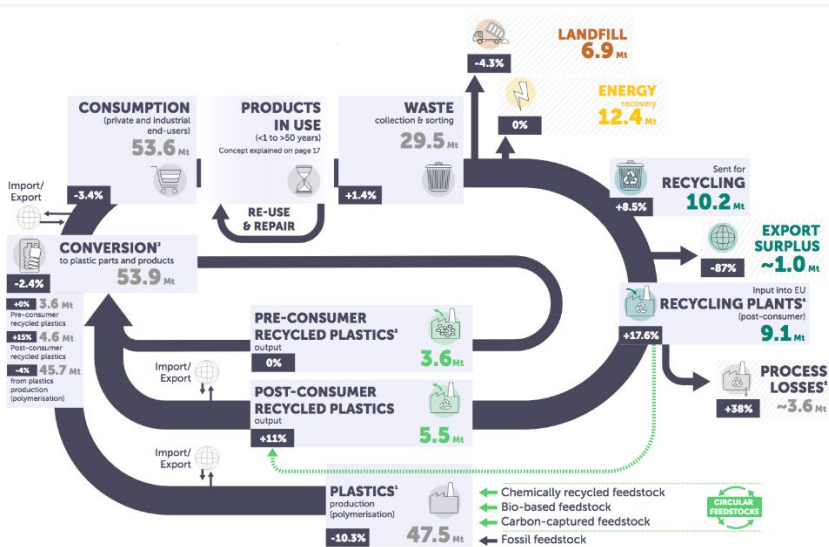 LANDFILL
6.9 Mt
-4.3%
ENERGY
recovery
12.4 Mt
0%
CONSUMPTION
(private and industrial
end-users)
53.6 Mt
-3.4%
PRODUCTS
IN USE
(<1 to >50 years)
Concept explained on page 17
RE-USE
& REPAIR
WASTE
collection & sorting
29.5 Mt
+1.4%
Sent for
RECYCLING
10.2 Mt
+8.5%
EXPORT
SURPLUS
~1.0 Mt
-87%
Input into EU
RECYCLING PLANTS⁴
(post-consumer)
9.1 Mt
+17.6%
PROCESS
LOSSES¹
~3.6 Mt
+38%
Import/
Export
CONVERSION³
to plastic parts and products
53.9 Mt
-2.4%
+0% 3.6 Mt
Pre-consumer
recycled plastics
+15% 4.6 Mt
Post-consumer
recycled plastics
-4% 45.7 Mt
from plastics
production
(polymerisation)
PRE-CONSUMER
RECYCLED PLASTICS²
output
0%
3.6 Mt
Import/
Export
POST-CONSUMER
RECYCLED PLASTICS
output
+11%
5.5 Mt
Import/
Export
PLASTICS¹
production
(polymerisation)
-10.3%
47.5 Mt
Chemically recycled feedstock
Bio-based feedstock
Carbon-captured feedstock
Fossil feedstock
CIRCULAR
FEEDSTOCKS